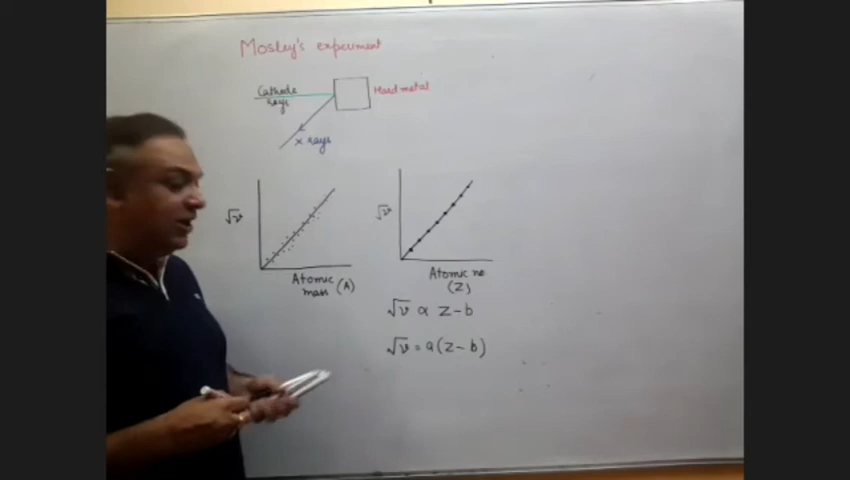 Mosley's experiment
Cathode
rays
Hard metal
X rays
√ν
Atomic
mass (A)
√ν
Atomic no
(Z)
√ν ∝ Z-b
√ν = a(Z-b)